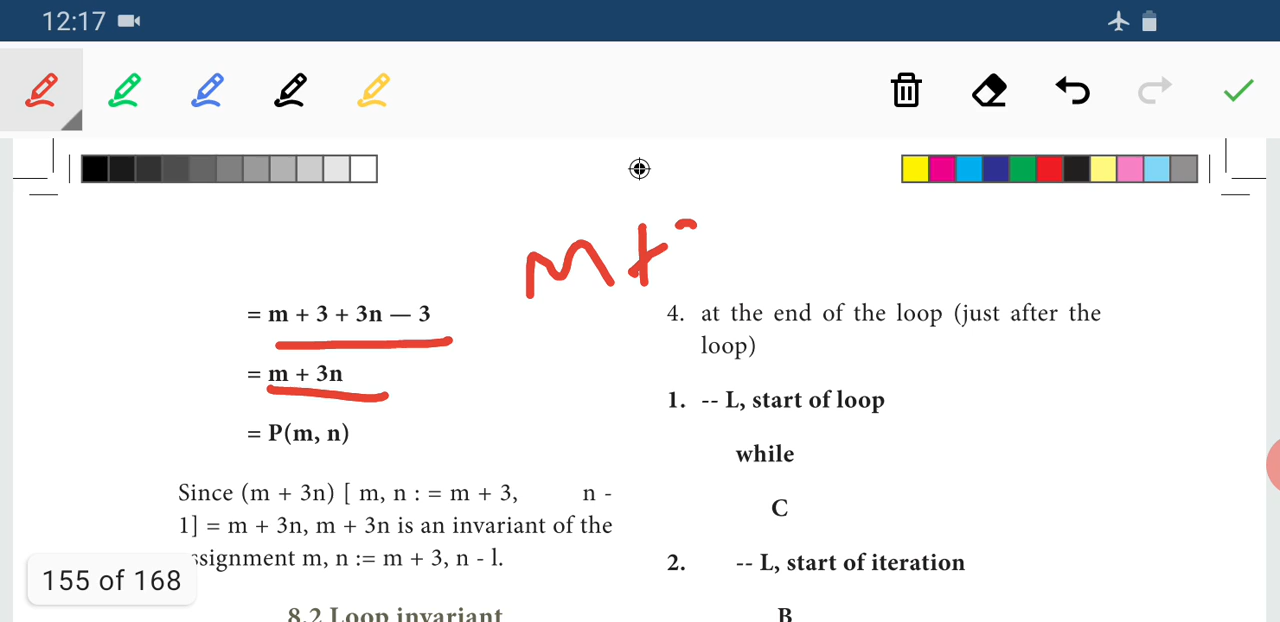 12:17
m+
= m + 3 + 3n — 3
= m + 3n
= P(m, n)
Since (m + 3n) [ m, n : = m + 3, n -
1] = m + 3n, m + 3n is an invariant of the
ssignment m, n := m + 3, n - l.
155 of 168
8.2 Loop invariant
4. at the end of the loop (just after the
loop)
1. -- L, start of loop
while
C
2. -- L, start of iteration
B